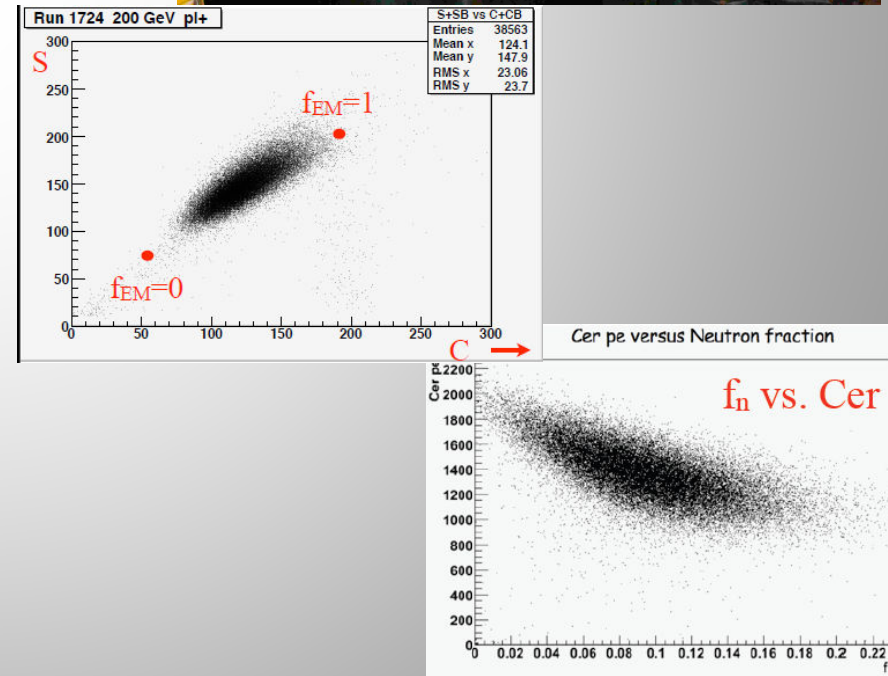 Run 1724 200 GeV pi+
S+SB vs C+CB
Entries 38563
Mean x 124.1
Mean y 147.9
RMS x 23.06
RMS y 23.7
S
300
250
200
150
100
50
0
fEM=1
fEM=0
0 50 100 150 200 250 300
C
Cer pe versus Neutron fraction
Cer pe
fn vs. Cer
2200
2000
1800
1600
1400
1200
1000
800
600
400
200
0
0 0.02 0.04 0.06 0.08 0.1 0.12 0.14 0.16 0.18 0.2 0.22
f